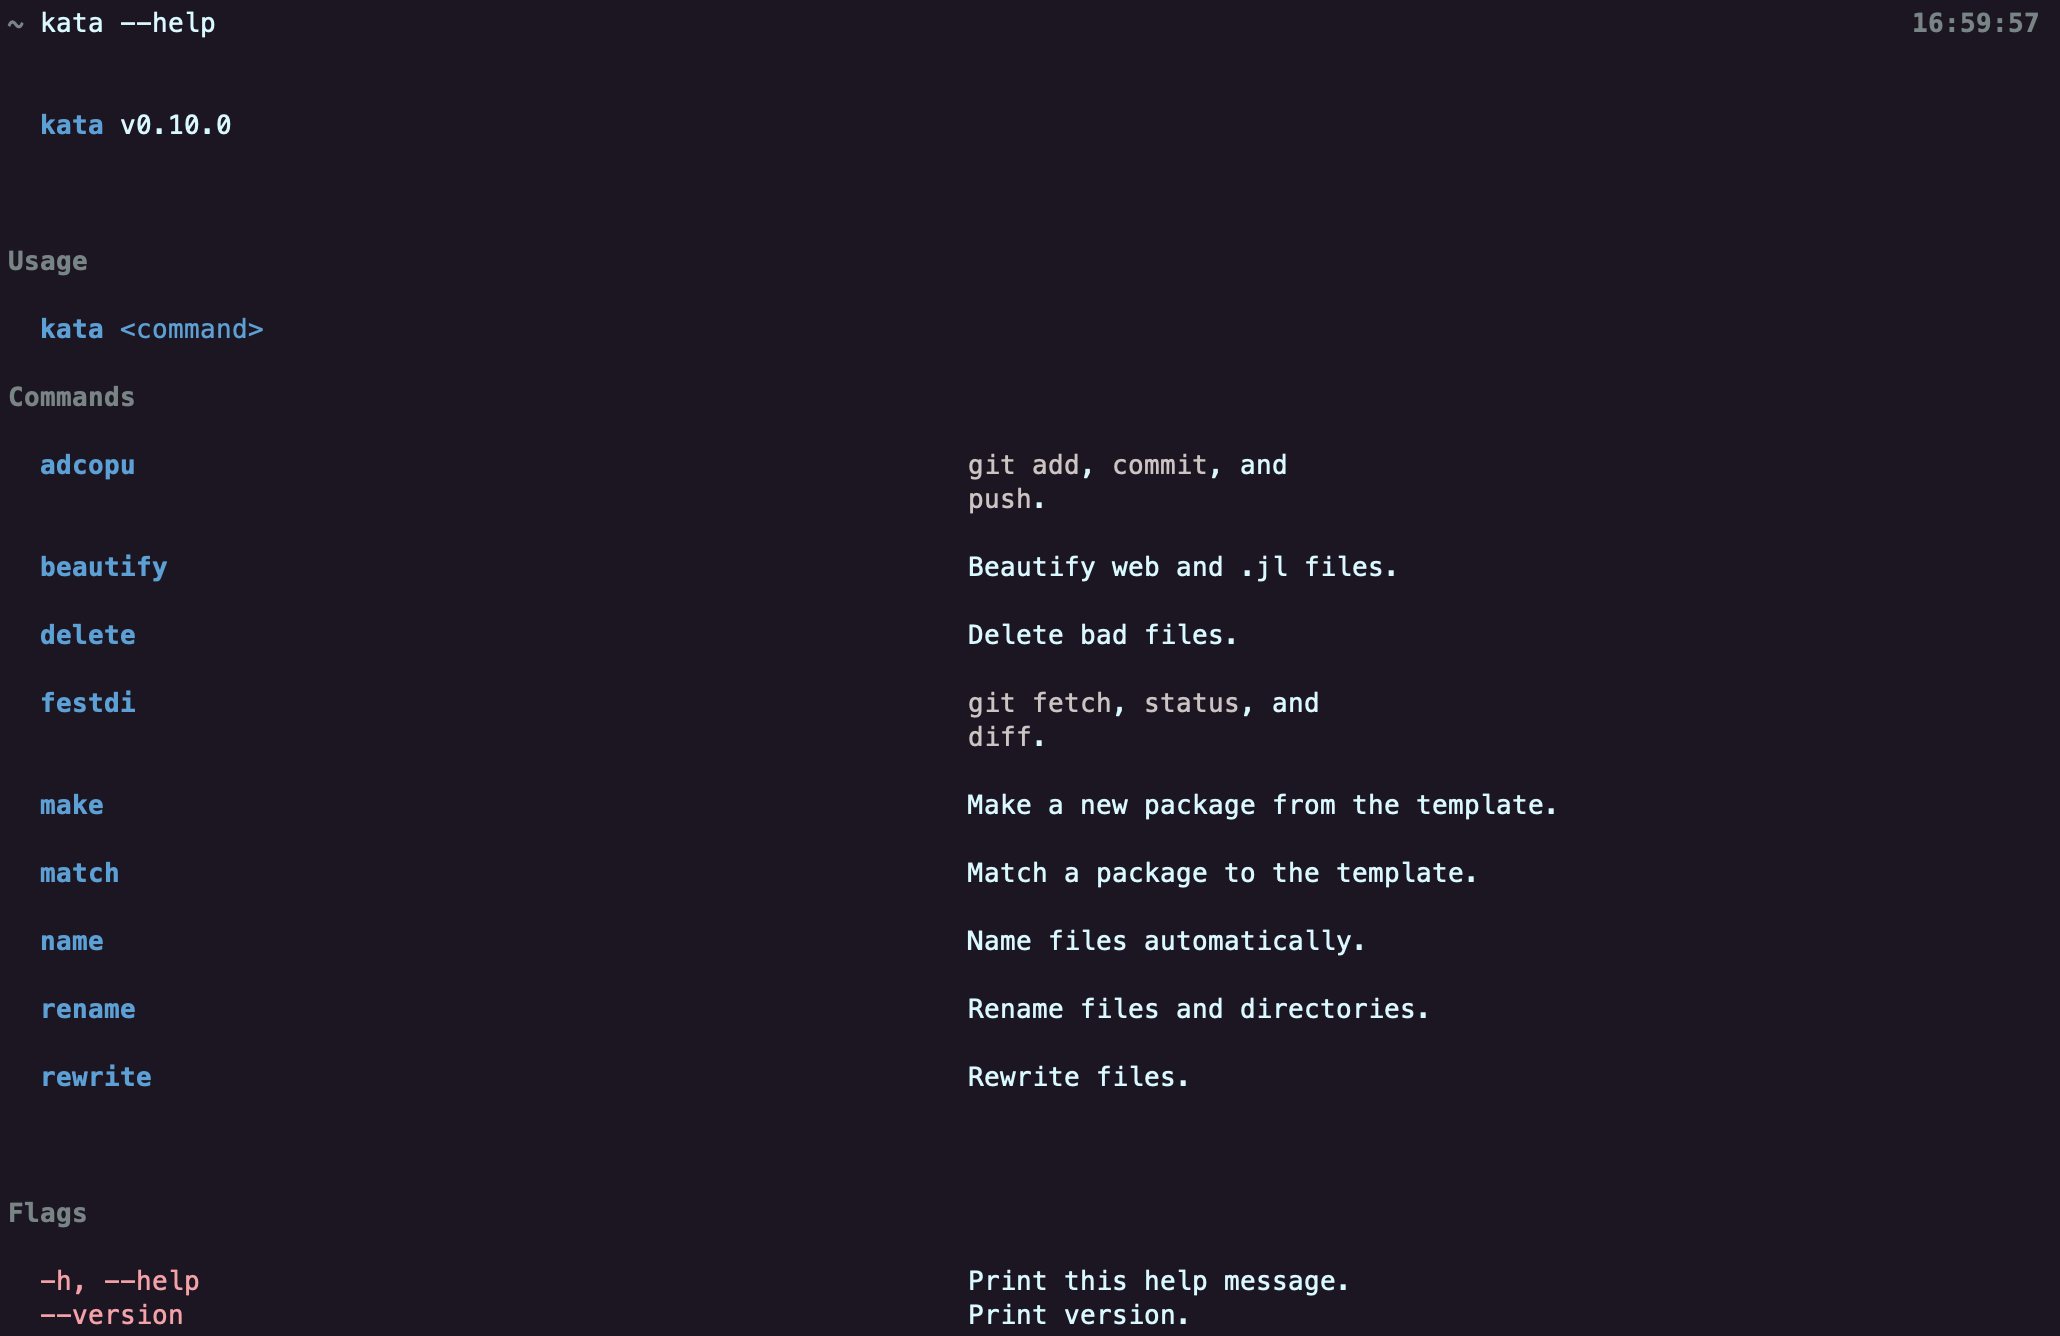 ~ kata --help 16:59:57
kata v0.10.0
Usage
kata <command>
Commands
adcopu git add, commit, and
push.
beautify Beautify web and .jl files.
delete Delete bad files.
festdi git fetch, status, and
diff.
make Make a new package from the template.
match Match a package to the template.
name Name files automatically.
rename Rename files and directories.
rewrite Rewrite files.
Flags
-h, --help Print this help message.
--version Print version.